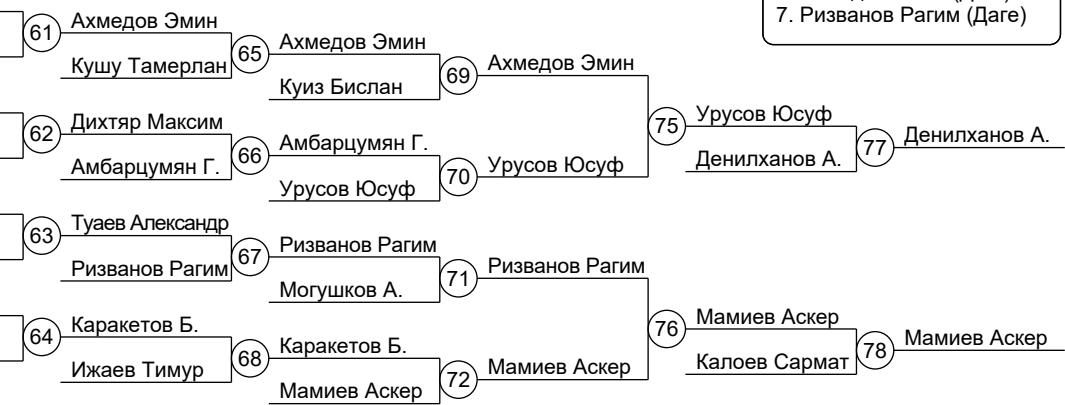 7. Ризванов Рагим (Даге)
61
Ахмедов Эмин
Кушу Тамерлан
65
Ахмедов Эмин
Куиз Бислан
69
Ахмедов Эмин
62
Дихтяр Максим
Амбарцумян Г.
66
Амбарцумян Г.
Урусов Юсуф
70
Урусов Юсуф
75
Урусов Юсуф
Денилханов А.
77
Денилханов А.
63
Туаев Александр
Ризванов Рагим
67
Ризванов Рагим
Могушков А.
71
Ризванов Рагим
64
Каракетов Б.
Ижаев Тимур
68
Каракетов Б.
Мамиев Аскер
72
Мамиев Аскер
76
Мамиев Аскер
Калоев Сармат
78
Мамиев Аскер